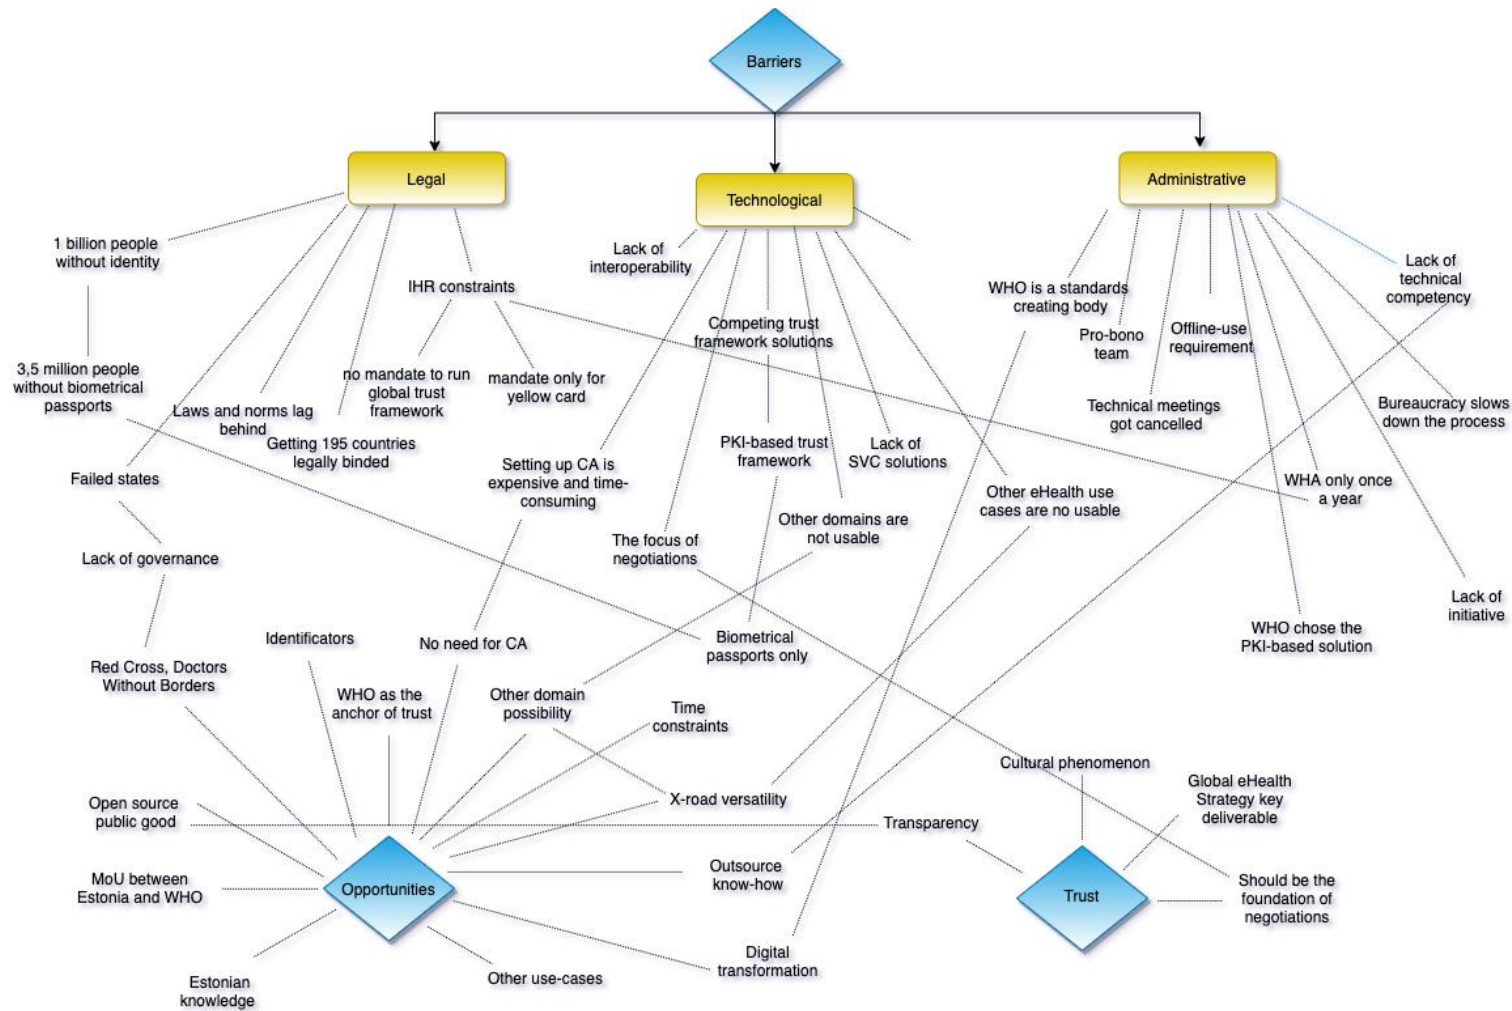 Barriers
Legal
Technological
Administrative
1 billion people
without identity
Lack of
interoperability
IHR constraints
WHO is a standards
creating body
Lack of
technical
competency
Competing trust
framework solutions
Pro-bono
team
Offline-use
requirement
3,5 million people
without biometrical
passports
no mandate to run
global trust
framework
mandate only for
yellow card
Laws and norms lag
behind
Getting 195 countries
legally binded
Technical meetings
got cancelled
Bureaucracy slows
down the process
PKI-based trust
framework
Lack of
SVC solutions
Failed states
Setting up CA is
expensive and time-
consuming
Other eHealth use
cases are no usable
WHA only once
a year
Other domains are
not usable
The focus of
negotiations
Lack of governance
Lack of
initiative
Identificators
No need for CA
Biometrical
passports only
WHO chose the
PKI-based solution
Red Cross, Doctors
Without Borders
WHO as the
anchor of trust
Other domain
possibility
Time
constraints
Cultural phenomenon
Global eHealth
Strategy key
deliverable
Open source
public good
X-road versatility
Transparency
MoU between
Estonia and WHO
Opportunities
Outsource
know-how
Trust
Should be the
foundation of
negotiations
Estonian
knowledge
Other use-cases
Digital
transformation